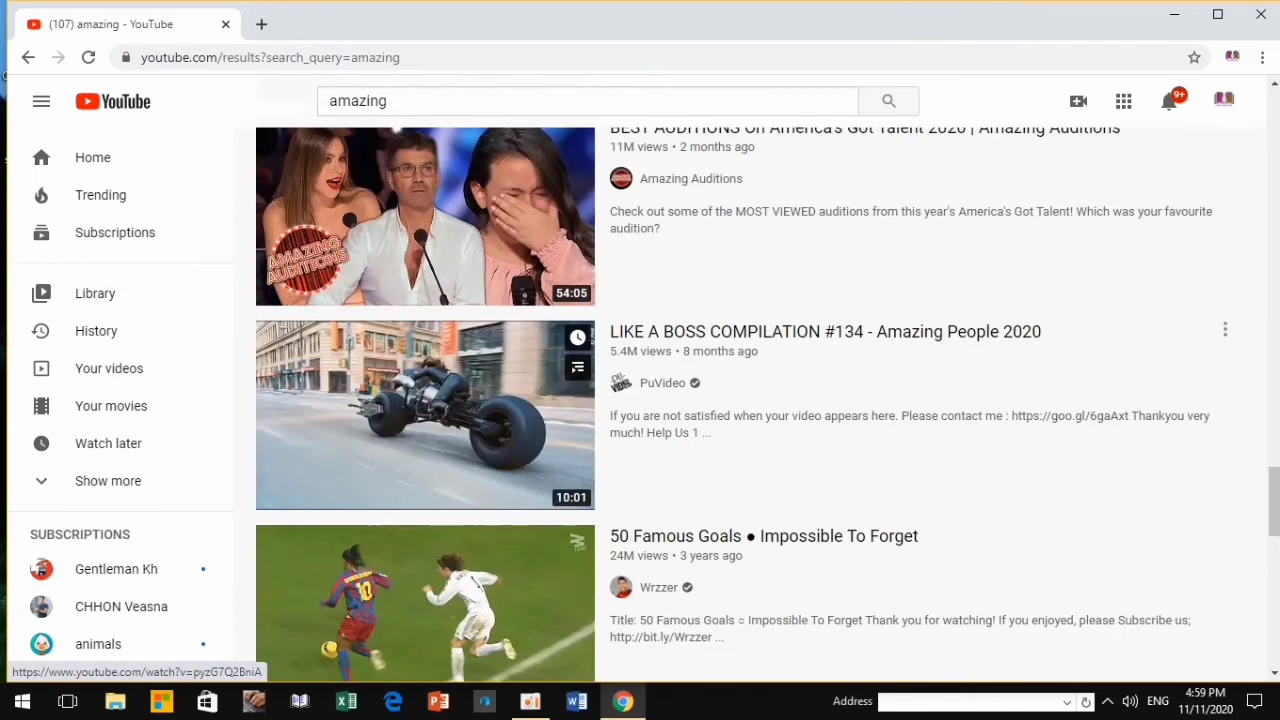 (107) amazing - YouTube
youtube.com/results?search_query=amazing
YouTube
amazing
9+
Home
Trending
Subscriptions
Library
History
Your videos
Your movies
Watch later
Show more
SUBSCRIPTIONS
Gentleman Kh
CHHON Veasna
animals
BEST AUDITIONS On America's Got Talent 2020 | Amazing Auditions
11M views • 2 months ago
Amazing Auditions
Check out some of the MOST VIEWED auditions from this year's America's Got Talent! Which was your favourite
audition?
AMAZING
AUDITIONS
54:05
LIKE A BOSS COMPILATION #134 - Amazing People 2020
5.4M views • 8 months ago
PuVideo
If you are not satisfied when your video appears here. Please contact me : https://goo.gl/6gaAxt Thankyou very
much! Help Us 1 ...
10:01
50 Famous Goals ● Impossible To Forget
24M views • 3 years ago
Wrzzer
Title: 50 Famous Goals ○ Impossible To Forget Thank you for watching! If you enjoyed, please Subscribe us;
http://bit.ly/Wrzzer ...
10
https://www.youtube.com/watch?v=pyzG7Q2BniA
Address
ENG
4:59 PM
11/11/2020